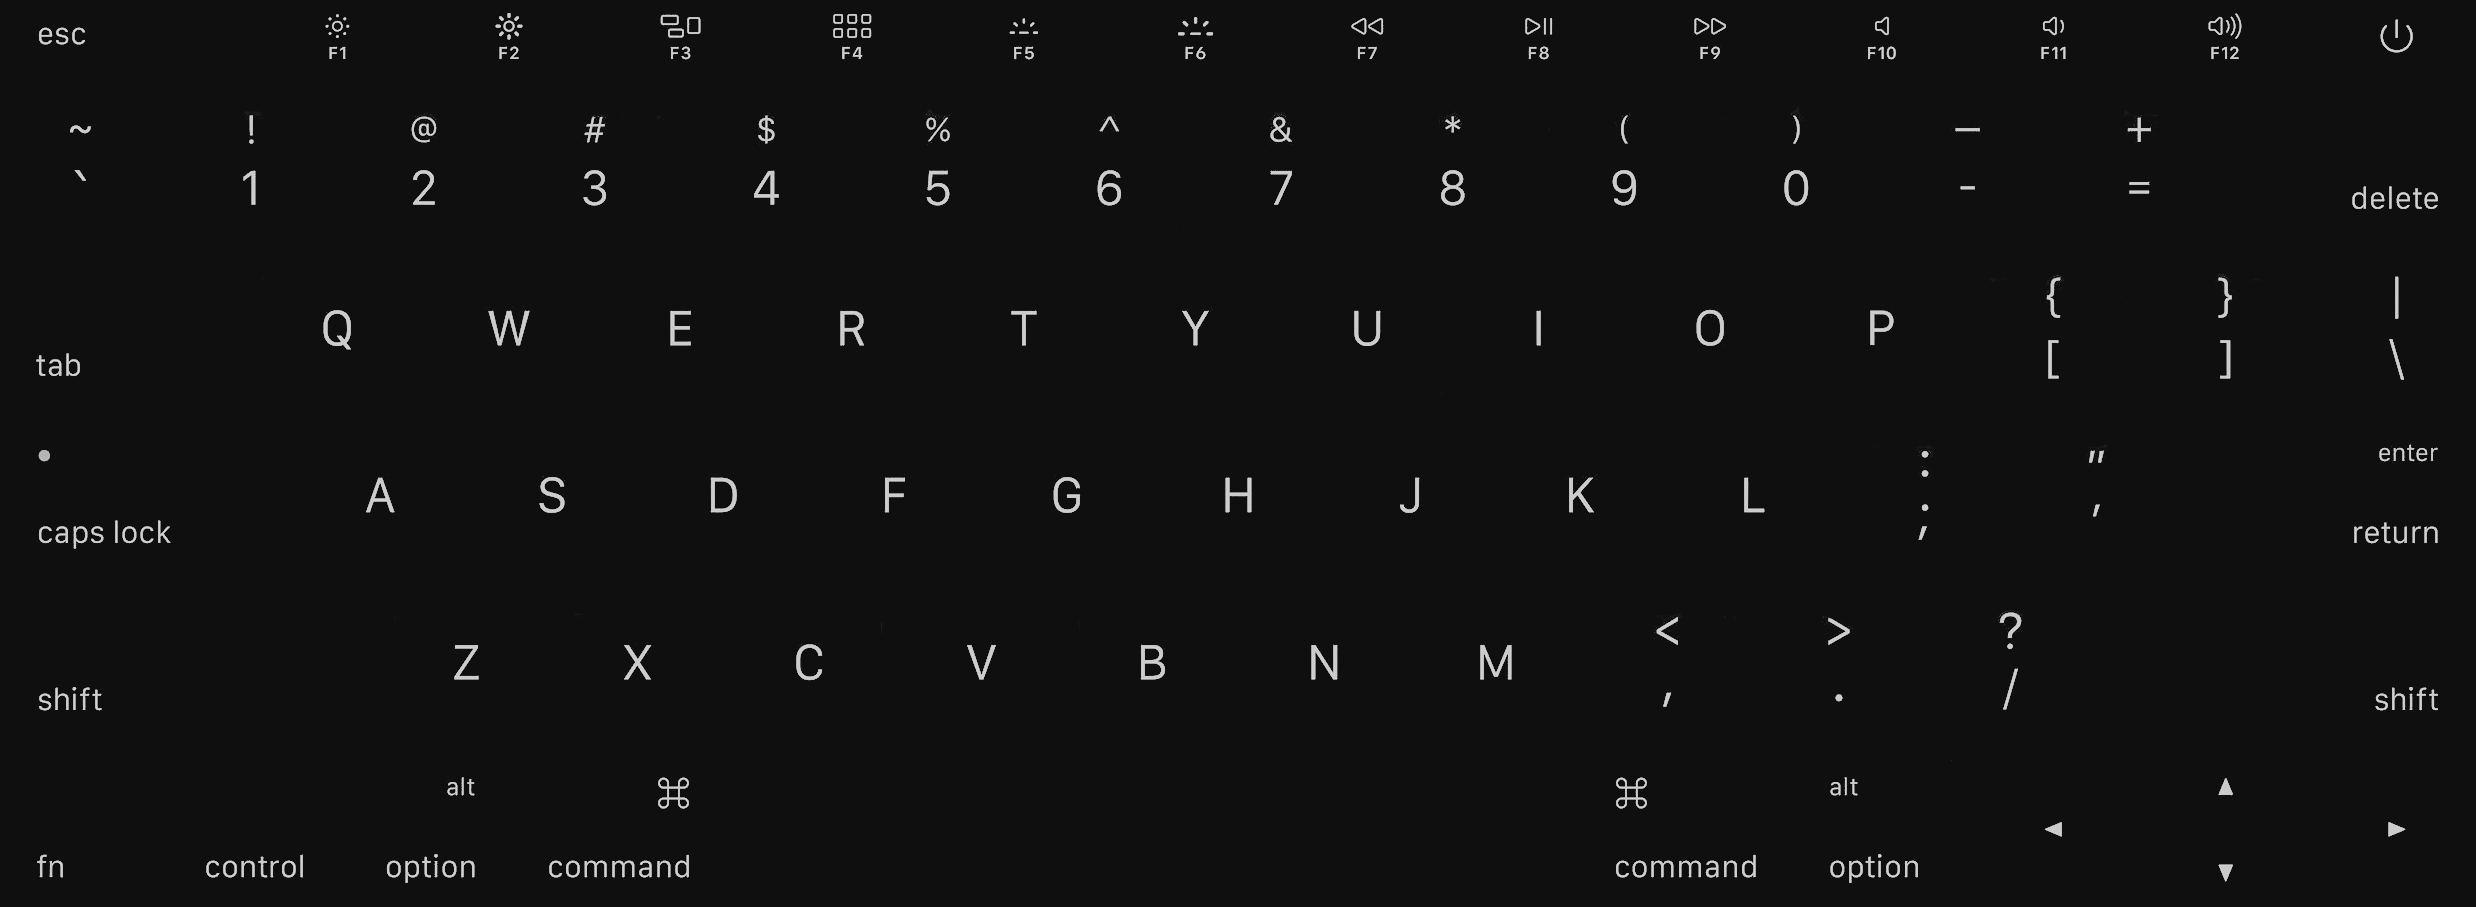 esc F1 F2 F3 F4 F5 F6 F7 F8 F9 F10 F11 F12
~ ! @ # $ % ^ & * ( ) — +
` 1 2 3 4 5 6 7 8 9 0 - = delete
{ } |
tab Q W E R T Y U I O P [ ] \
: " enter
caps lock A S D F G H J K L ; ' return
< > ?
shift Z X C V B N M , . / shift
alt ⌘ ⌘ alt ▲
◀ ▶
fn control option command command option ▼